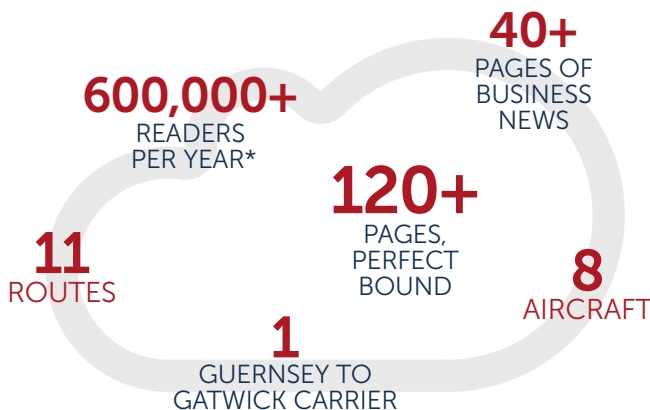 40+
PAGES OF
BUSINESS
NEWS
600,000+
READERS
PER YEAR*
120+
PAGES,
PERFECT
BOUND
11
ROUTES
8
AIRCRAFT
1
GUERNSEY TO
GATWICK CARRIER